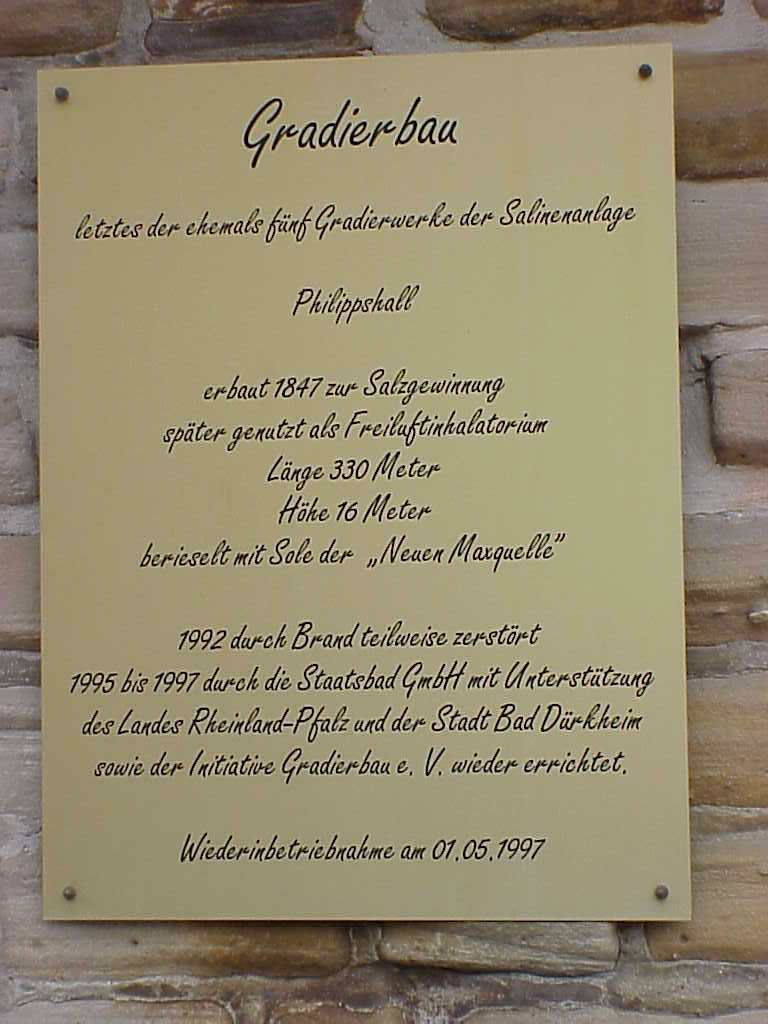 Gradierbau
letztes der ehemals fünf Gradierwerke der Salinenanlage
Philippshall
erbaut 1847 zur Salzgewinnung
später genutzt als Freiluftinhalatorium
Länge 330 Meter
Höhe 16 Meter
berieselt mit Sole der „Neuen Maxquelle”
1992 durch Brand teilweise zerstört
1995 bis 1997 durch die Staatsbad GmbH mit Unterstützung
des Landes Rheinland-Pfalz und der Stadt Bad Dürkheim
sowie der Initiative Gradierbau e. V. wieder errichtet.
Wiederinbetriebnahme am 01.05.1997